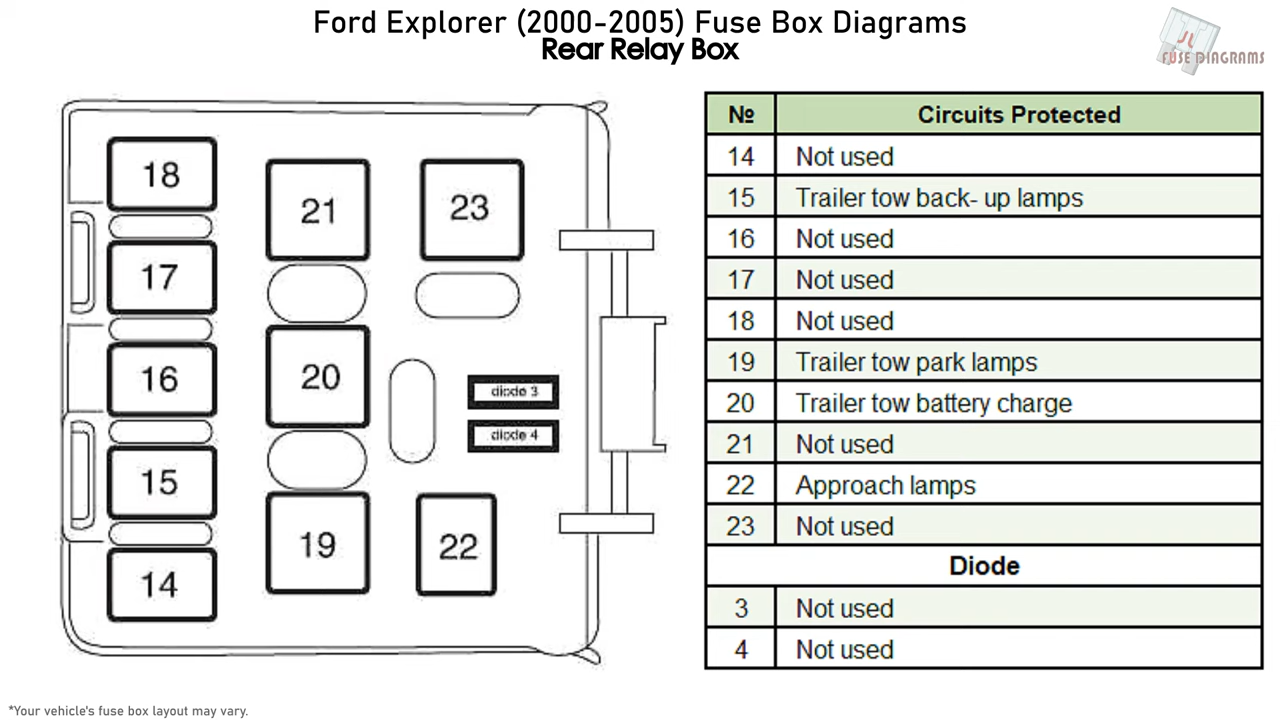 Ford Explorer (2000-2005) Fuse Box Diagrams
Rear Relay Box
JL
FUSE DIAGRAMS
18
17
16
15
14
21
20
19
23
diode 3
diode 4
22
№ Circuits Protected
14 Not used
15 Trailer tow back- up lamps
16 Not used
17 Not used
18 Not used
19 Trailer tow park lamps
20 Trailer tow battery charge
21 Not used
22 Approach lamps
23 Not used
Diode
3 Not used
4 Not used
*Your vehicle's fuse box layout may vary.